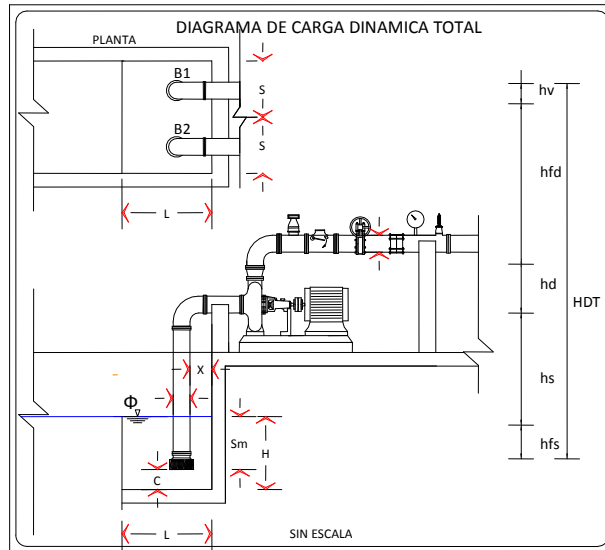 DIAGRAMA DE CARGA DINAMICA TOTAL
PLANTA
B1
B2
S
S
L
hv
hfd
hd
HDT
hs
hfs
X
Φ
Sm
H
C
L
SIN ESCALA